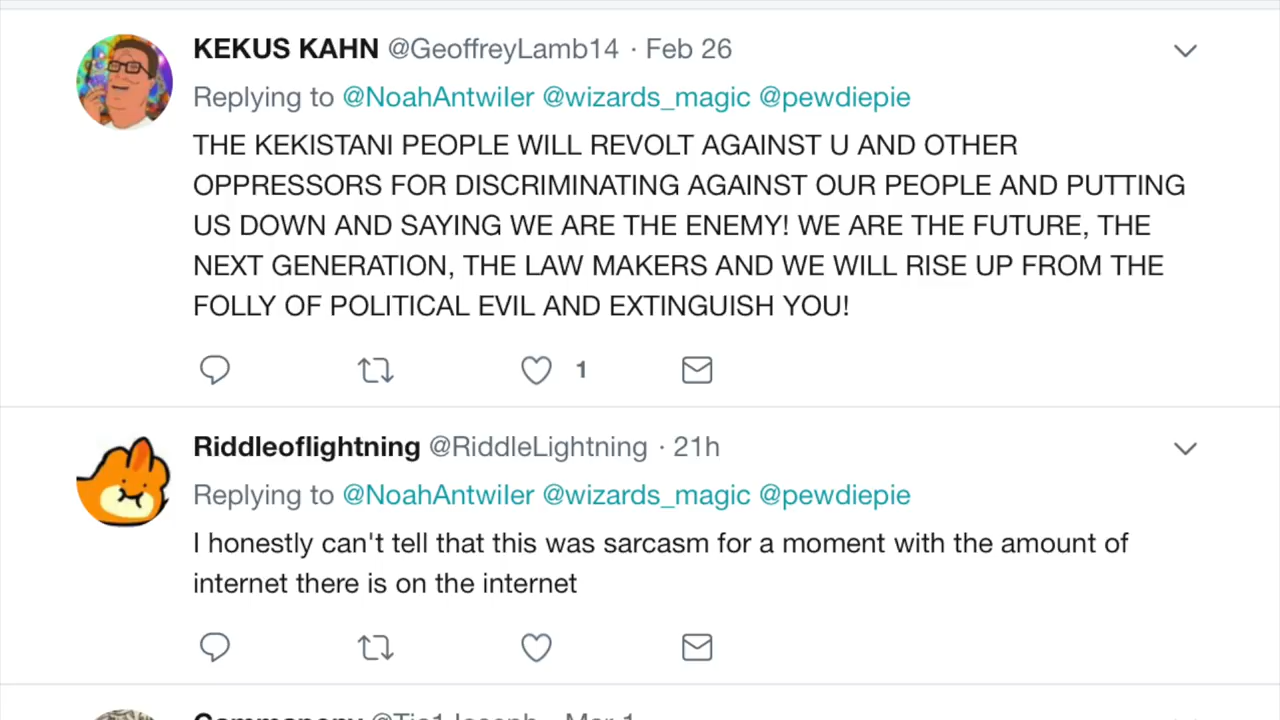 KEKUS KAHN @GeoffreyLamb14 · Feb 26
Replying to @NoahAntwiler @wizards_magic @pewdiepie
THE KEKISTANI PEOPLE WILL REVOLT AGAINST U AND OTHER
OPPRESSORS FOR DISCRIMINATING AGAINST OUR PEOPLE AND PUTTING
US DOWN AND SAYING WE ARE THE ENEMY! WE ARE THE FUTURE, THE
NEXT GENERATION, THE LAW MAKERS AND WE WILL RISE UP FROM THE
FOLLY OF POLITICAL EVIL AND EXTINGUISH YOU!
1
Riddleoflightning @RiddleLightning · 21h
Replying to @NoahAntwiler @wizards_magic @pewdiepie
I honestly can't tell that this was sarcasm for a moment with the amount of
internet there is on the internet